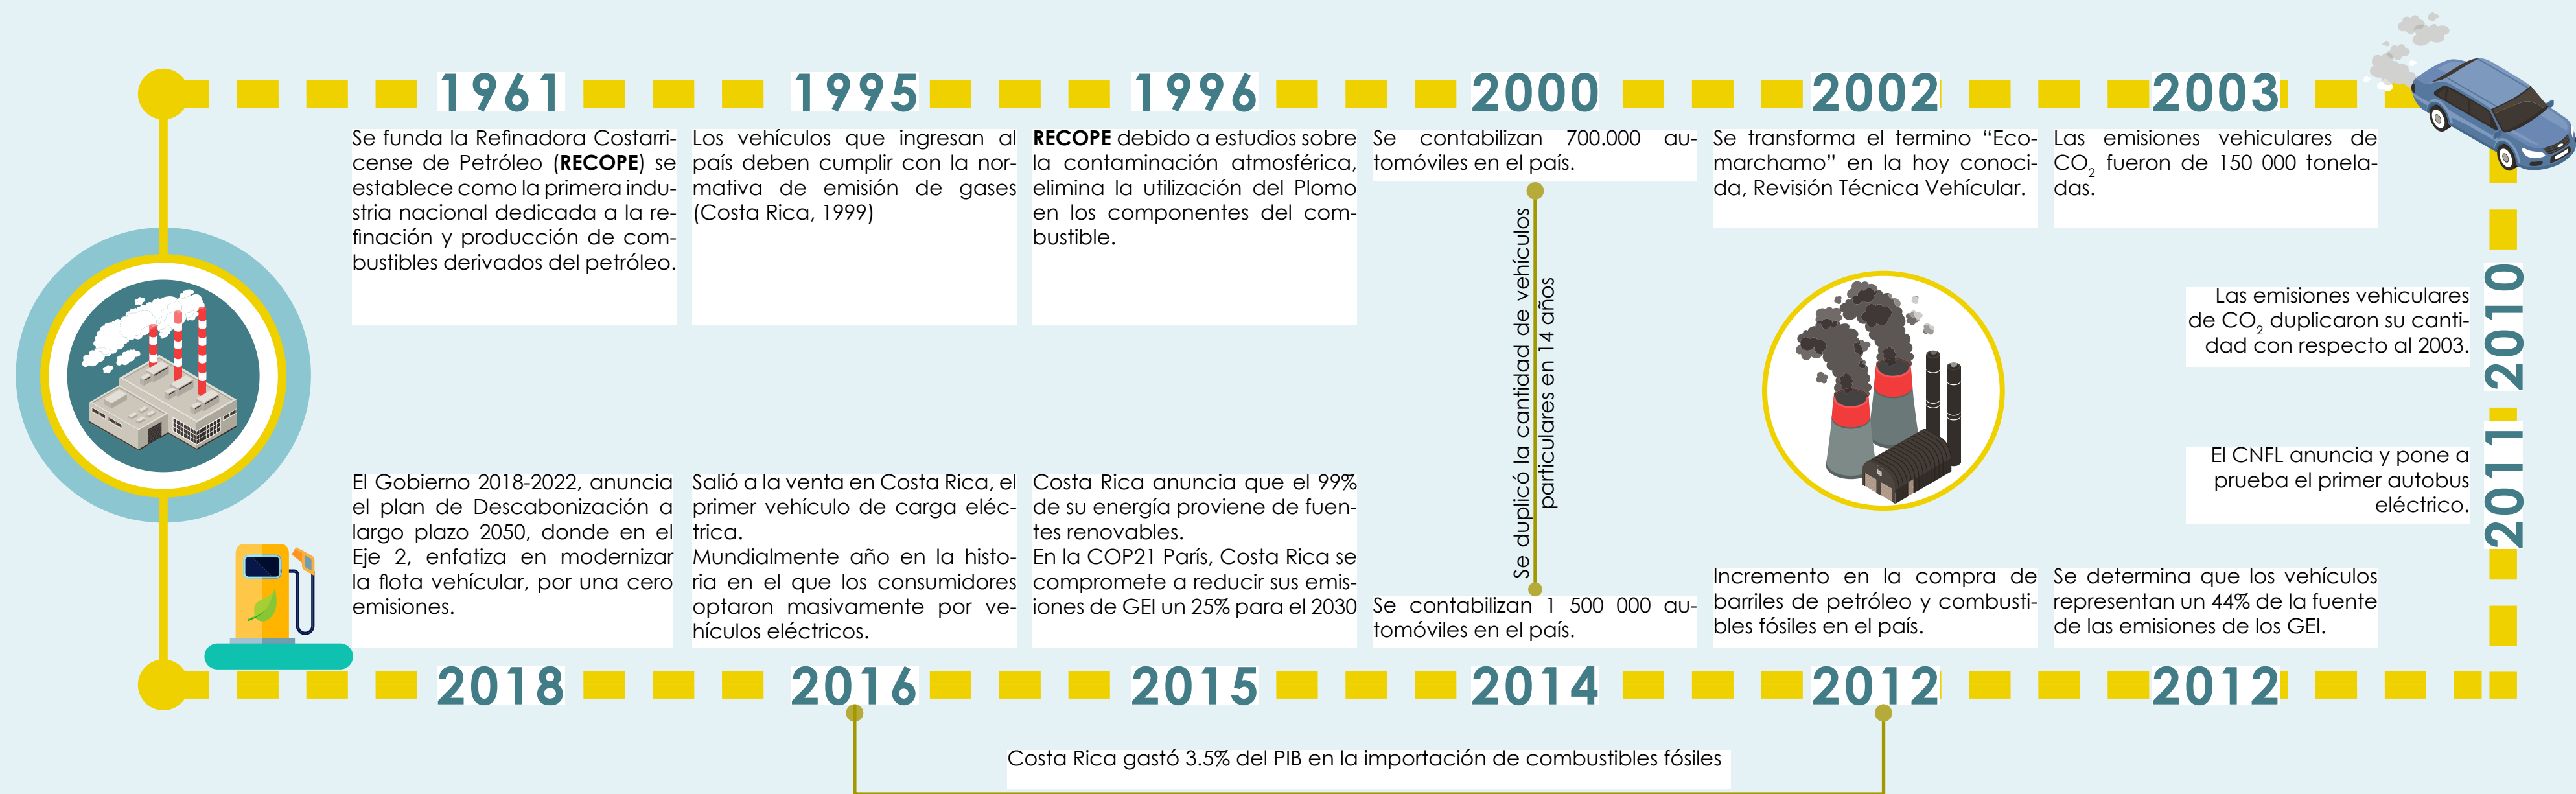 1961
Se funda la Refinadora Costarri-
cense de Petróleo (RECOPE) se
establece como la primera indu-
stria nacional dedicada a la re-
finación y producción de com-
bustibles derivados del petróleo.
1995
Los vehículos que ingresan al
país deben cumplir con la nor-
mativa de emisión de gases
(Costa Rica, 1999)
1996
RECOPE debido a estudios sobre
la contaminación atmosférica,
elimina la utilización del Plomo
en los componentes del com-
bustible.
2000
Se contabilizan 700.000 au-
tomóviles en el país.
Se duplicó la cantidad de vehículos
particulares en 14 años
2002
Se transforma el termino “Eco-
marchamo” en la hoy conoci-
da, Revisión Técnica Vehícular.
2003
Las emisiones vehiculares de
CO2 fueron de 150 000 tonela-
das.
2010
Las emisiones vehiculares
de CO2 duplicaron su canti-
dad con respecto al 2003.
2011
El CNFL anuncia y pone a
prueba el primer autobus
eléctrico.
Se determina que los vehículos
representan un 44% de la fuente
de las emisiones de los GEI.
2012
Incremento en la compra de
barriles de petróleo y combusti-
bles fósiles en el país.
2012
Se contabilizan 1 500 000 au-
tomóviles en el país.
2014
Costa Rica anuncia que el 99%
de su energía proviene de fuen-
tes renovables.
En la COP21 París, Costa Rica se
compromete a reducir sus emis-
iones de GEI un 25% para el 2030
2015
Salió a la venta en Costa Rica, el
primer vehículo de carga eléc-
trica.
Mundialmente año en la histo-
ria en el que los consumidores
optaron masivamente por ve-
hículos eléctricos.
2016
El Gobierno 2018-2022, anuncia
el plan de Descabonización a
largo plazo 2050, donde en el
Eje 2, enfatiza en modernizar
la flota vehícular, por una cero
emisiones.
2018
Costa Rica gastó 3.5% del PIB en la importación de combustibles fósiles